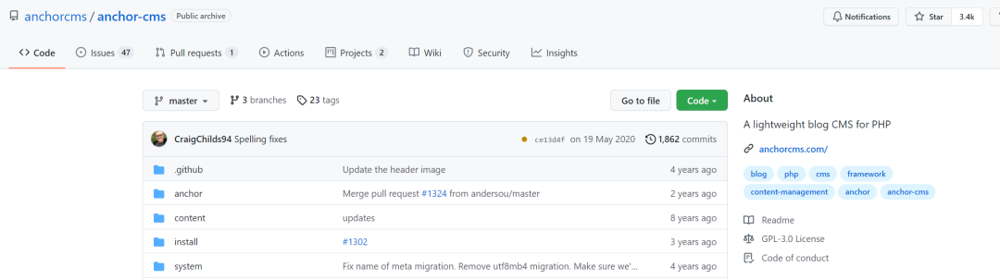 anchorcms / anchor-cms Public archive Notifications Star 3.4k
Code Issues 47 Pull requests 1 Actions Projects 2 Wiki Security Insights
master 3 branches 23 tags Go to file Code
CraigChilds94 Spelling fixes ce13d4f on 19 May 2020 1,862 commits
.github Update the header image 4 years ago
anchor Merge pull request #1324 from andersou/master 2 years ago
content updates 8 years ago
install #1302 3 years ago
system Fix name of meta migration. Remove utf8mb4 migration. Make sure we'... 4 years ago
About
A lightweight blog CMS for PHP
anchorcms.com/
blog php cms framework
content-management anchor anchor-cms
Readme
GPL-3.0 License
Code of conduct